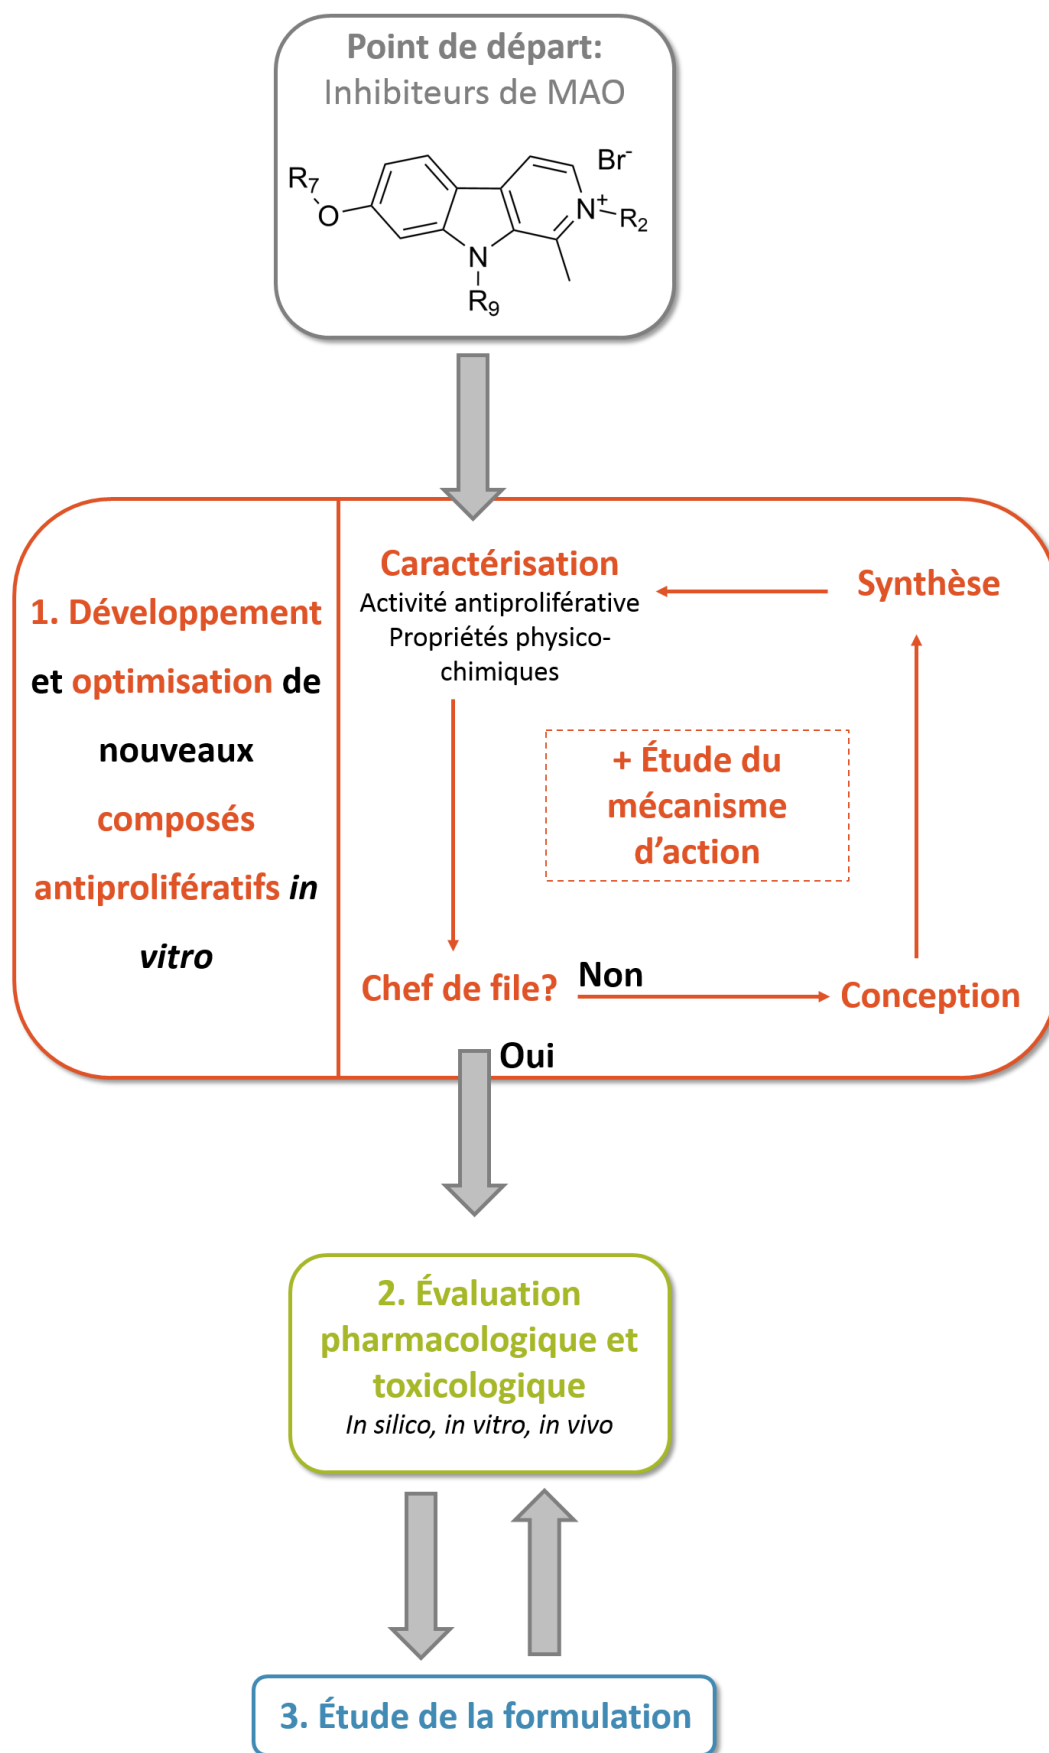 Point de départ:
Inhibiteurs de MAO
Br⁻
R₇
O
N⁺
R₂
N
R₉
1. Développement
et optimisation de
nouveaux
composés
antiprolifératifs in
vitro
Caractérisation
Activité antiproliférative
Propriétés physico-
chimiques
Synthèse
+ Étude du
mécanisme
d’action
Chef de file?
Non
Conception
Oui
2. Évaluation
pharmacologique et
toxicologique
In silico, in vitro, in vivo
3. Étude de la formulation